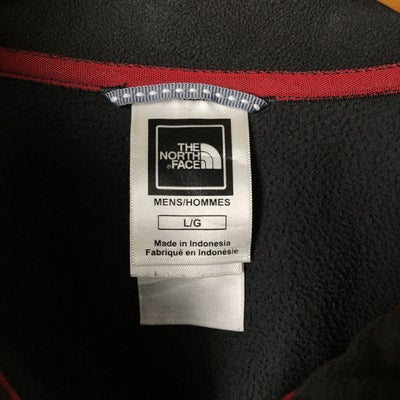 THE
NORTH
FACE
MENS/HOMMES
L/G
Made in Indonesia
Fabriqué en Indonésie